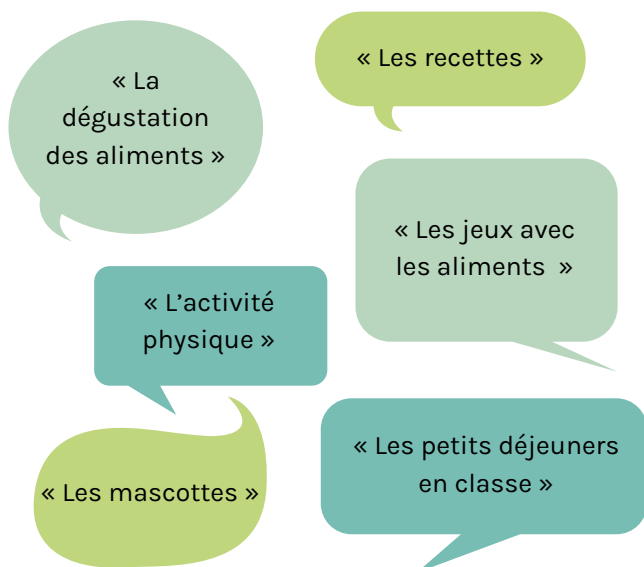 « La
dégustation
des aliments »
« Les recettes »
« Les jeux avec
les aliments  »
« L’activité
physique »
« Les mascottes »
« Les petits déjeuners
en classe »